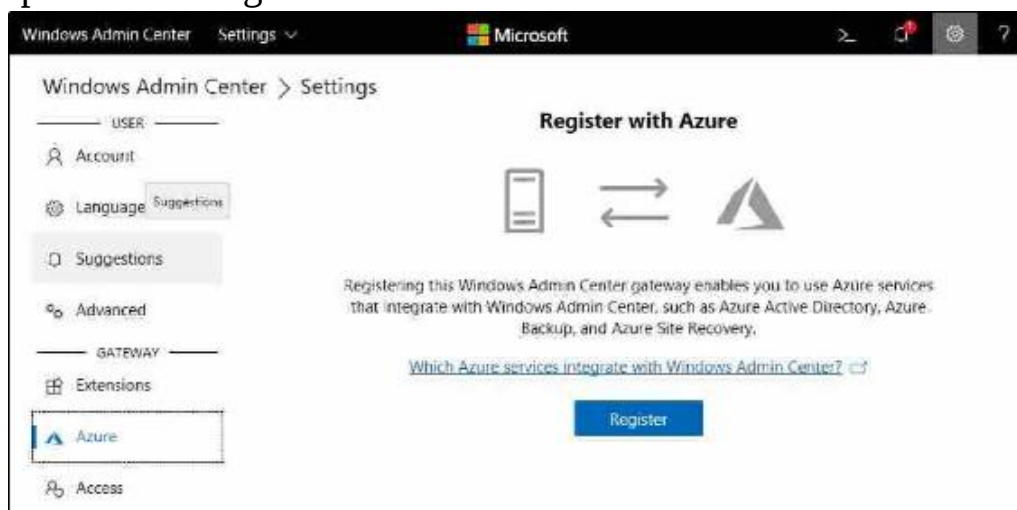 Windows Admin Center Settings Microsoft >_ ?
Windows Admin Center > Settings
USER
Account
Language
Suggestions
Suggestions
Advanced
GATEWAY
Extensions
Azure
Access
Register with Azure
Registering this Windows Admin Center gateway enables you to use Azure services
that integrate with Windows Admin Center, such as Azure Active Directory, Azure
Backup, and Azure Site Recovery.
Which Azure services integrate with Windows Admin Center?
Register